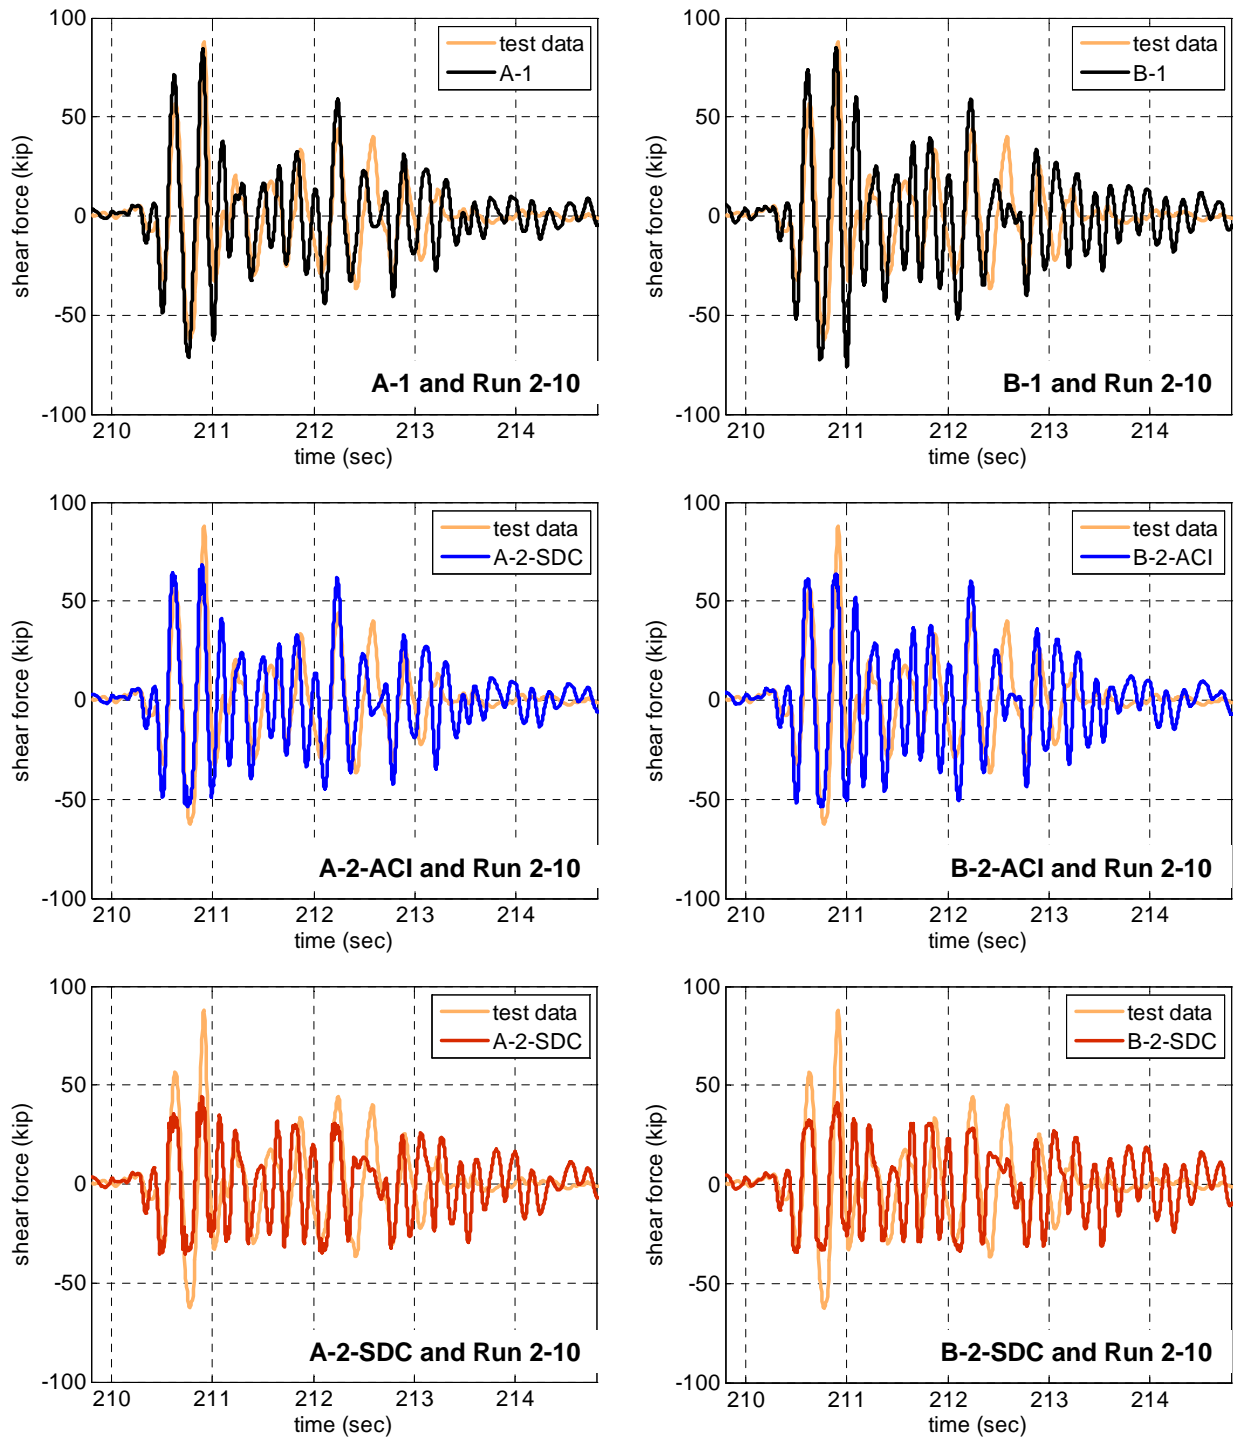 100
50
0
-50
-100
shear force (kip)
test data
A-1
A-1 and Run 2-10
210 211 212 213 214
time (sec)
100
50
0
-50
-100
shear force (kip)
test data
B-1
B-1 and Run 2-10
210 211 212 213 214
time (sec)
100
50
0
-50
-100
shear force (kip)
test data
A-2-SDC
A-2-ACI and Run 2-10
210 211 212 213 214
time (sec)
100
50
0
-50
-100
shear force (kip)
test data
B-2-ACI
B-2-ACI and Run 2-10
210 211 212 213 214
time (sec)
100
50
0
-50
-100
shear force (kip)
test data
A-2-SDC
A-2-SDC and Run 2-10
210 211 212 213 214
time (sec)
100
50
0
-50
-100
shear force (kip)
test data
B-2-SDC
B-2-SDC and Run 2-10
210 211 212 213 214
time (sec)